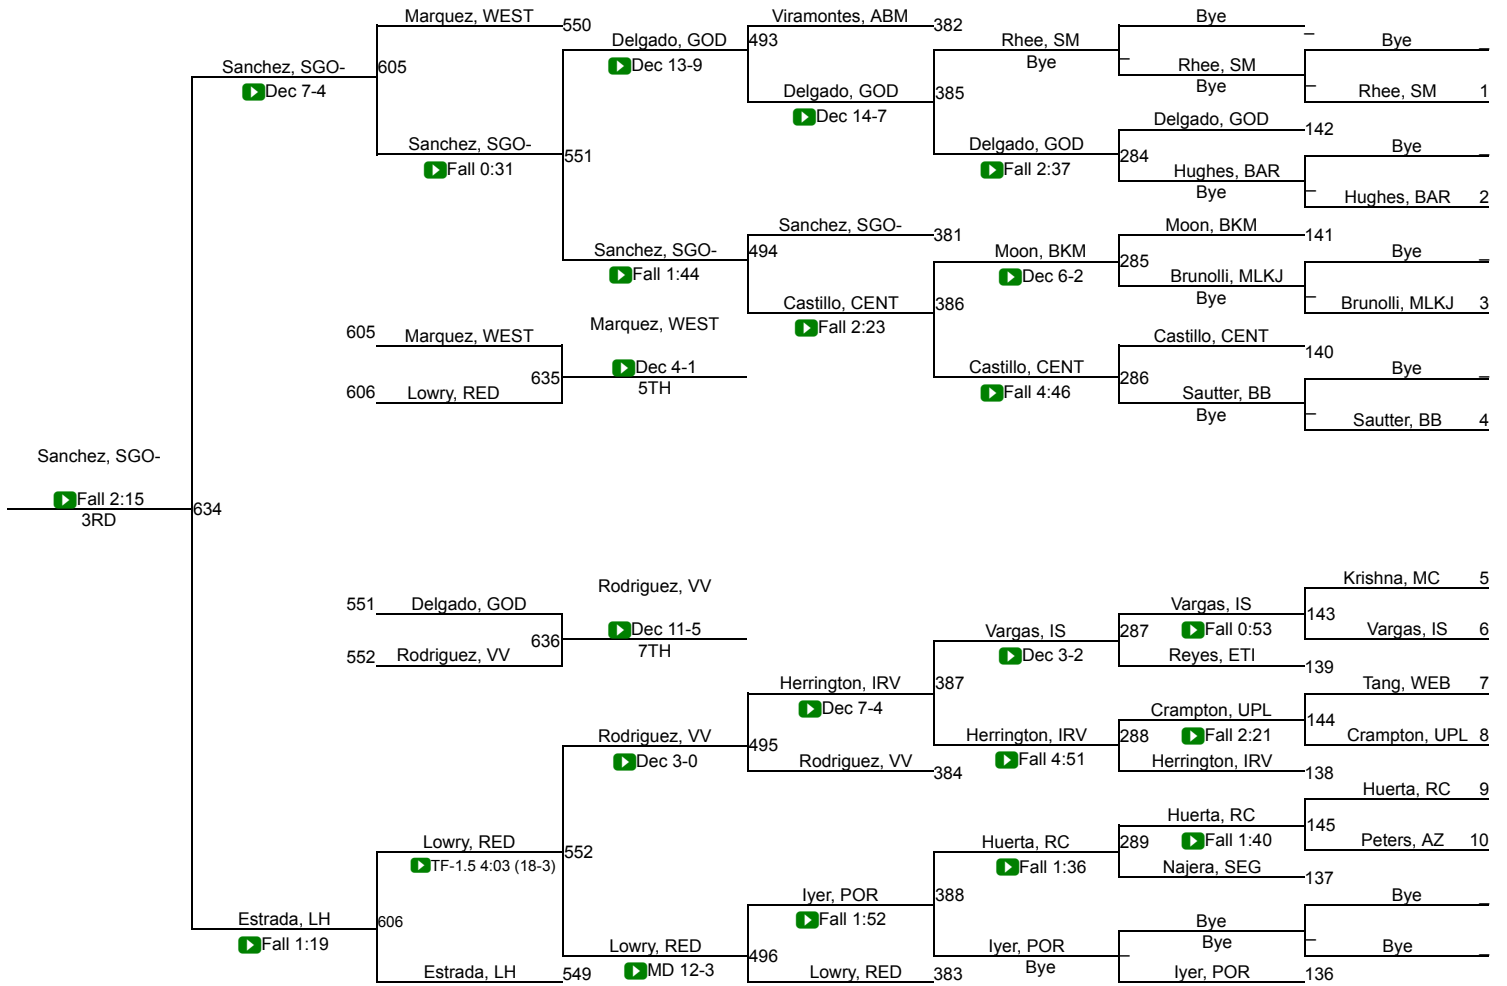 Marquez, WEST 550 Viramontes, ABM 382 Bye _
Delgado, GOD 493 Rhee, SM Bye _
Sanchez, SGO- 605 Dec 13-9 Bye _ Rhee, SM
Dec 7-4 Delgado, GOD 385 Bye _ Rhee, SM 1
Dec 14-7 Delgado, GOD 142
Sanchez, SGO- 551 Delgado, GOD 284 Bye _
Fall 0:31 Fall 2:37 Hughes, BAR
Bye _ Hughes, BAR 2
Sanchez, SGO- 381 Moon, BKM 141
Sanchez, SGO- 494 Moon, BKM 285 Bye _
Fall 1:44 Dec 6-2 Brunolli, MLKJ
Castillo, CENT 386 Bye _ Brunolli, MLKJ 3
605 Marquez, WEST Marquez, WEST Fall 2:23 Castillo, CENT 140
635 Dec 4-1 Castillo, CENT 286 Bye _
606 Lowry, RED 5TH Fall 4:46 Sautter, BB
Bye _ Sautter, BB 4
Sanchez, SGO-
Fall 2:15 634
3RD
Krishna, MC 5
Rodriguez, VV
551 Delgado, GOD Vargas, IS 143
636 Dec 11-5 Vargas, IS 287 Fall 0:53 Vargas, IS 6
552 Rodriguez, VV 7TH Dec 3-2 Reyes, ETI 139
Herrington, IRV 387 Tang, WEB 7
Dec 7-4 Crampton, UPL 144
Rodriguez, VV 495 Herrington, IRV 288 Fall 2:21 Crampton, UPL 8
Dec 3-0 Rodriguez, VV 384 Fall 4:51 Herrington, IRV 138
Huerta, RC 9
Huerta, RC 145
Lowry, RED 552 Huerta, RC 289 Fall 1:40 Peters, AZ 10
TF-1.5 4:03 (18-3) Fall 1:36 Najera, SEG 137
Iyer, POR 388 Bye _
Estrada, LH 606 Fall 1:52 Bye
Fall 1:19 Lowry, RED 496 Iyer, POR _ Bye _ Bye _
MD 12-3 Bye
Estrada, LH 549 Lowry, RED 383 Iyer, POR 136